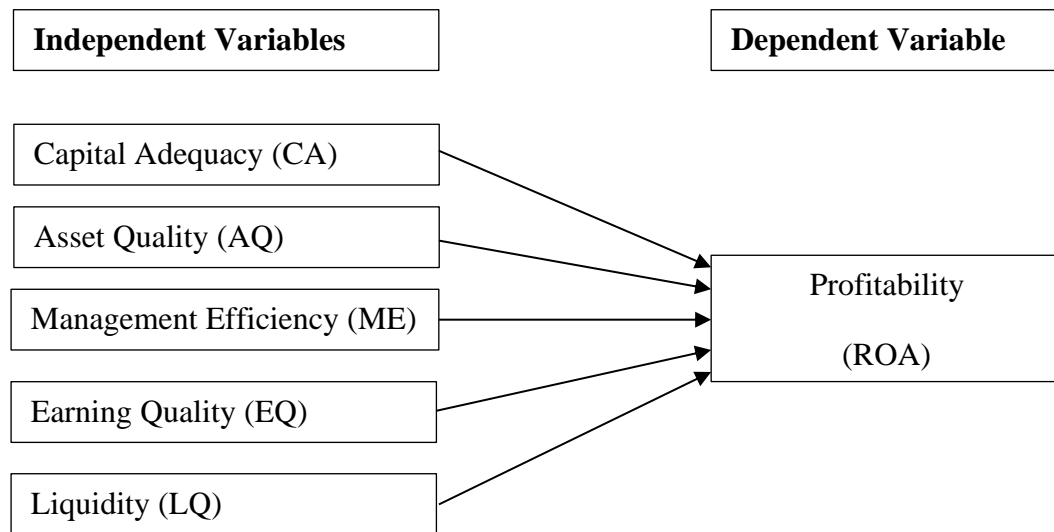 Independent Variables
Dependent Variable
Capital Adequacy (CA)
Asset Quality (AQ)
Management Efficiency (ME)
Earning Quality (EQ)
Liquidity (LQ)
Profitability
(ROA)